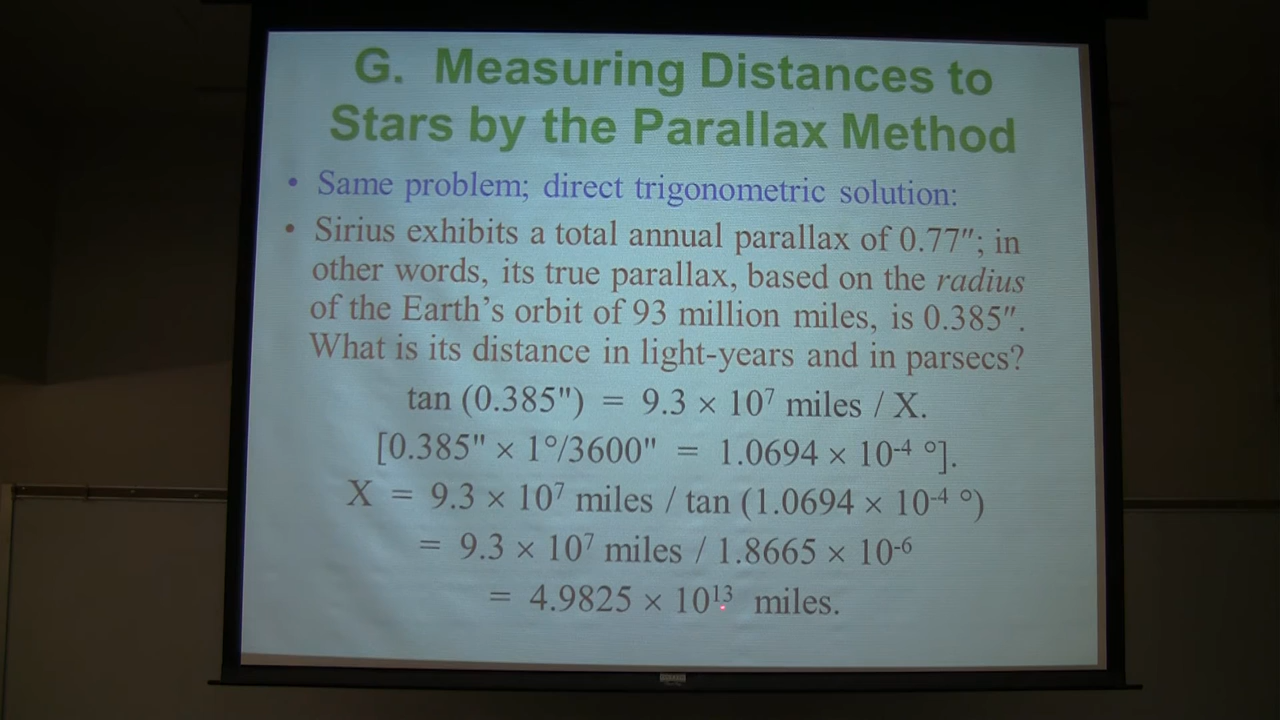 G. Measuring Distances to
Stars by the Parallax Method
• Same problem; direct trigonometric solution:
• Sirius exhibits a total annual parallax of 0.77"; in
other words, its true parallax, based on the radius
of the Earth’s orbit of 93 million miles, is 0.385".
What is its distance in light-years and in parsecs?
tan (0.385") = 9.3 × 10⁷ miles / X.
[0.385" × 1°/3600" = 1.0694 × 10⁻⁴ °].
X = 9.3 × 10⁷ miles / tan (1.0694 × 10⁻⁴ °)
= 9.3 × 10⁷ miles / 1.8665 × 10⁻⁶
= 4.9825 × 10¹³ miles.